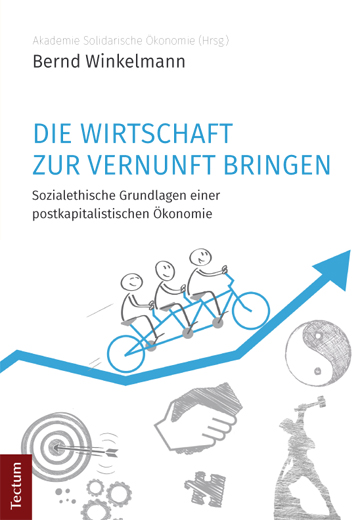 Akademie Solidarische Ökonomie (Hrsg.)
Bernd Winkelmann
DIE WIRTSCHAFT
ZUR VERNUNFT BRINGEN
Sozialethische Grundlagen einer
postkapitalistischen Ökonomie
Tectum